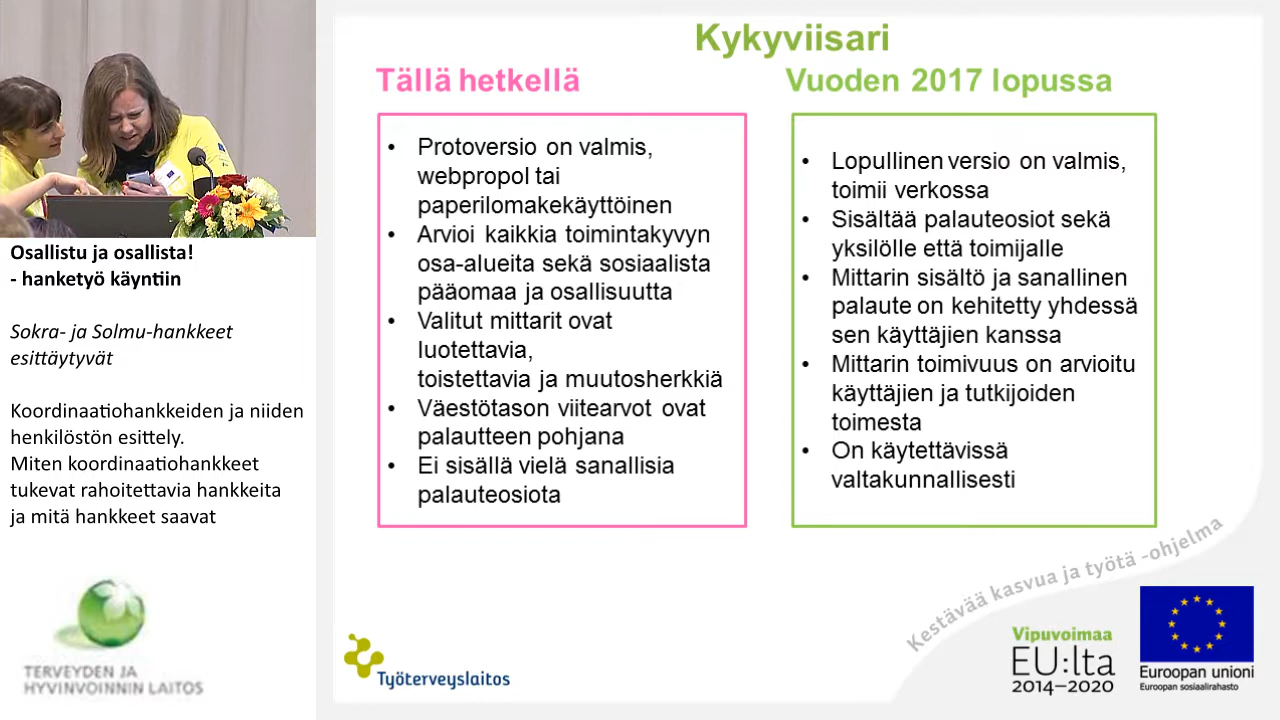 Osallistu ja osallista!
- hanketyö käyntiin
Sokra- ja Solmu-hankkeet
esittäytyvät
Koordinaatiohankkeiden ja niiden
henkilöstön esittely.
Miten koordinaatiohankkeet
tukevat rahoitettavia hankkeita
ja mitä hankkeet saavat
TERVEYDEN JA
HYVINVOINNIN LAITOS
Kykyviisari
Tällä hetkellä
• Protoversio on valmis,
webpropol tai
paperilomakekäyttöinen
• Arvioi kaikkia toimintakyvyn
osa-alueita sekä sosiaalista
pääomaa ja osallisuutta
• Valitut mittarit ovat
luotettavia,
toistettavia ja muutosherkkiä
• Väestötason viitearvot ovat
palautteen pohjana
• Ei sisällä vielä sanallisia
palauteosiota
Vuoden 2017 lopussa
• Lopullinen versio on valmis,
toimii verkossa
• Sisältää palauteosiot sekä
yksilölle että toimijalle
• Mittarin sisältö ja sanallinen
palaute on kehitetty yhdessä
sen käyttäjien kanssa
• Mittarin toimivuus on arvioitu
käyttäjien ja tutkijoiden
toimesta
• On käytettävissä
valtakunnallisesti
Kestävää kasvua ja työtä -ohjelma
Työterveyslaitos
Vipuvoimaa
EU:lta
2014–2020
Euroopan unioni
Euroopan sosiaalirahasto